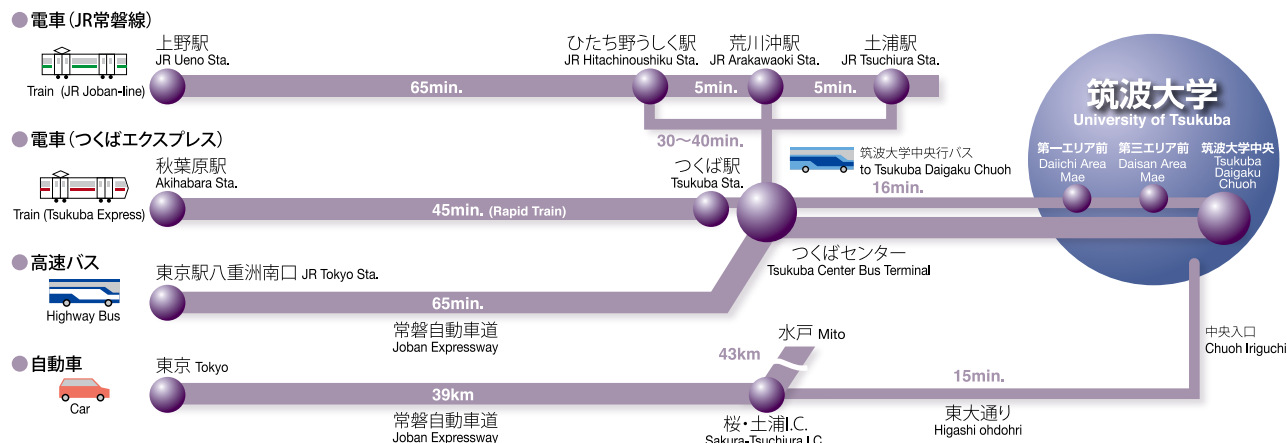 ●電車(JR常磐線)
Train (JR Joban-line)
上野駅
JR Ueno Sta.
65min.
ひたち野うしく駅
JR Hitachinoushiku Sta.
5min.
荒川沖駅
JR Arakawaoki Sta.
5min.
土浦駅
JR Tsuchiura Sta.
30〜40min.
●電車(つくばエクスプレス)
Train (Tsukuba Express)
秋葉原駅
Akihabara Sta.
45min. (Rapid Train)
つくば駅
Tsukuba Sta.
筑波大学中央行バス
to Tsukuba Daigaku Chuoh
16min.
つくばセンター
Tsukuba Center Bus Terminal
筑波大学
University of Tsukuba
第一エリア前
Daiichi Area
Mae
第三エリア前
Daisan Area
Mae
筑波大学中央
Tsukuba
Daigaku
Chuoh
●高速バス
Highway Bus
東京駅八重洲南口 JR Tokyo Sta.
65min.
常磐自動車道
Joban Expressway
●自動車
Car
東京 Tokyo
39km
常磐自動車道
Joban Expressway
水戸 Mito
43km
桜・土浦I.C.
Sakura-Tsuchiura I.C.
15min.
東大通り
Higashi ohdohri
中央入口
Chuoh Iriguchi